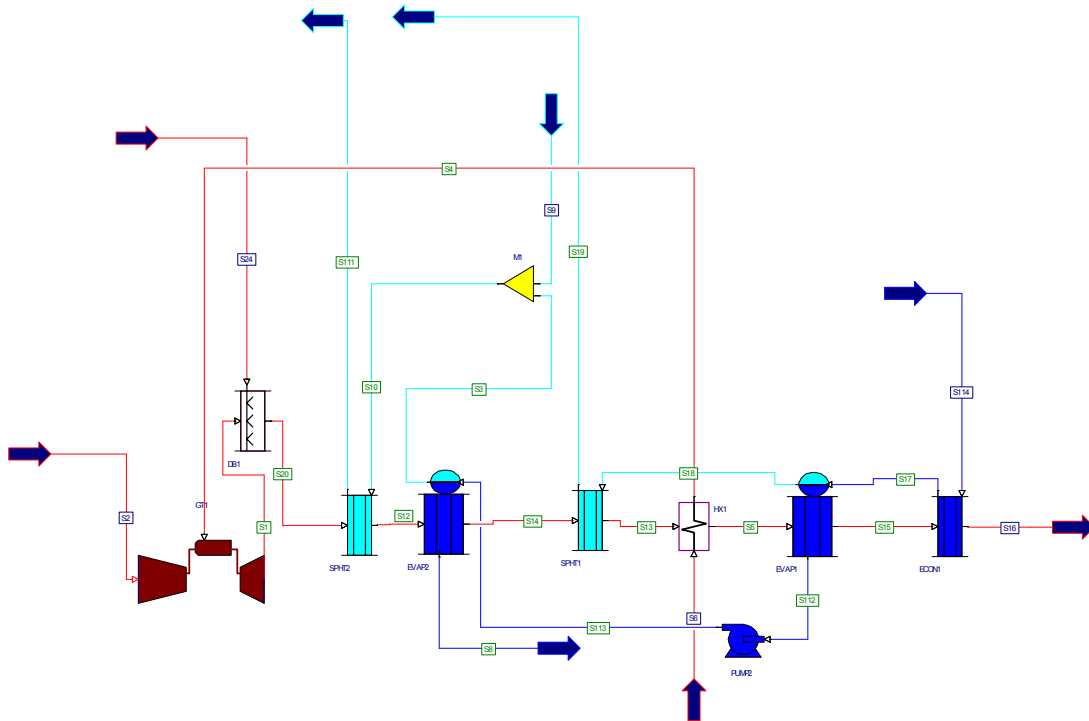 S4
S9
S111
S24
M1
S19
S10
S3
S114
DB1
S20
S18
S17
GT1
S2
S1
S12
S14
S13
HX1
S5
S15
S16
SPHT2
EVAP2
SPHT1
EVAP1
ECON1
S112
S6
S113
S8
PUMP2